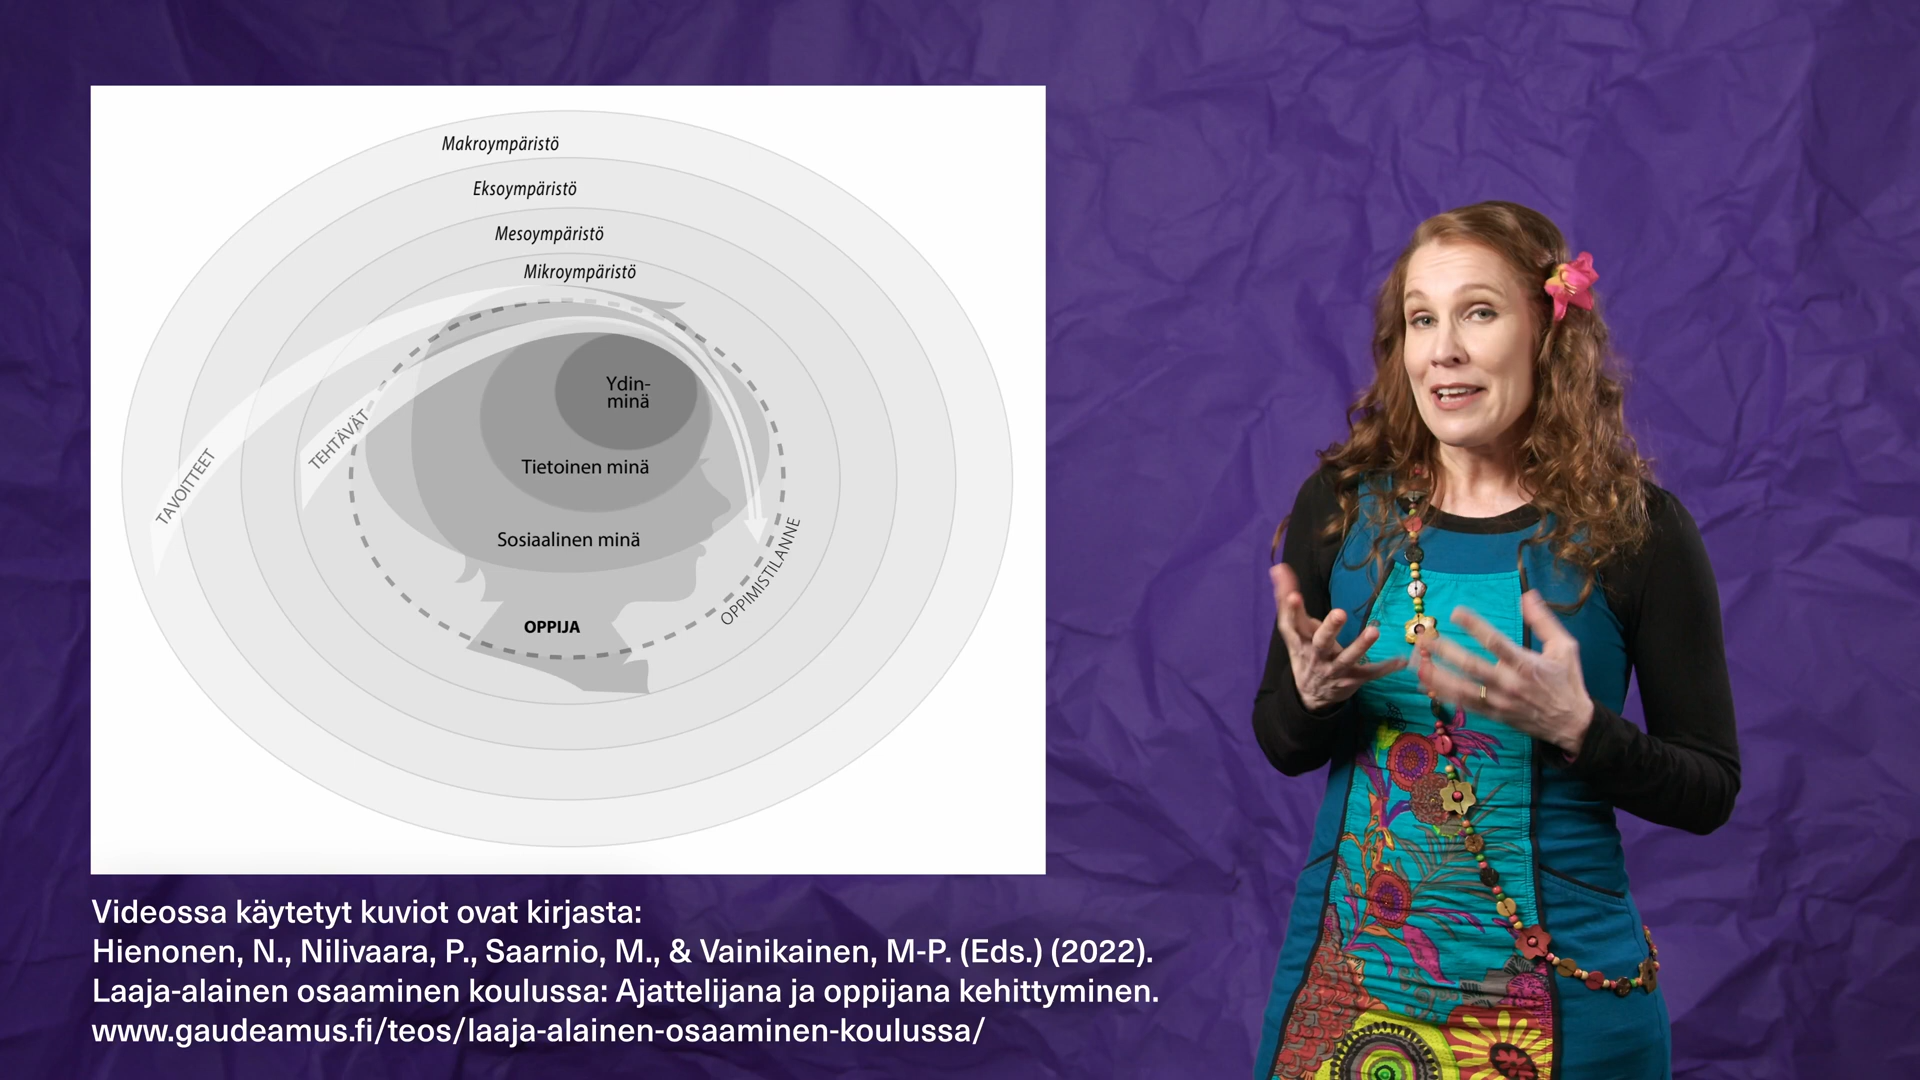 Makroympäristö
Eksoympäristö
Mesoympäristö
Mikroympäristö
Ydin-
minä
Tietoinen minä
Sosiaalinen minä
OPPIJA
TAVOITTEET
TEHTÄVÄT
OPPIMISTILANNE
Videossa käytetyt kuviot ovat kirjasta:
Hienonen, N., Nilivaara, P., Saarnio, M., & Vainikainen, M-P. (Eds.) (2022).
Laaja-alainen osaaminen koulussa: Ajattelijana ja oppijana kehittyminen.
www.gaudeamus.fi/teos/laaja-alainen-osaaminen-koulussa/